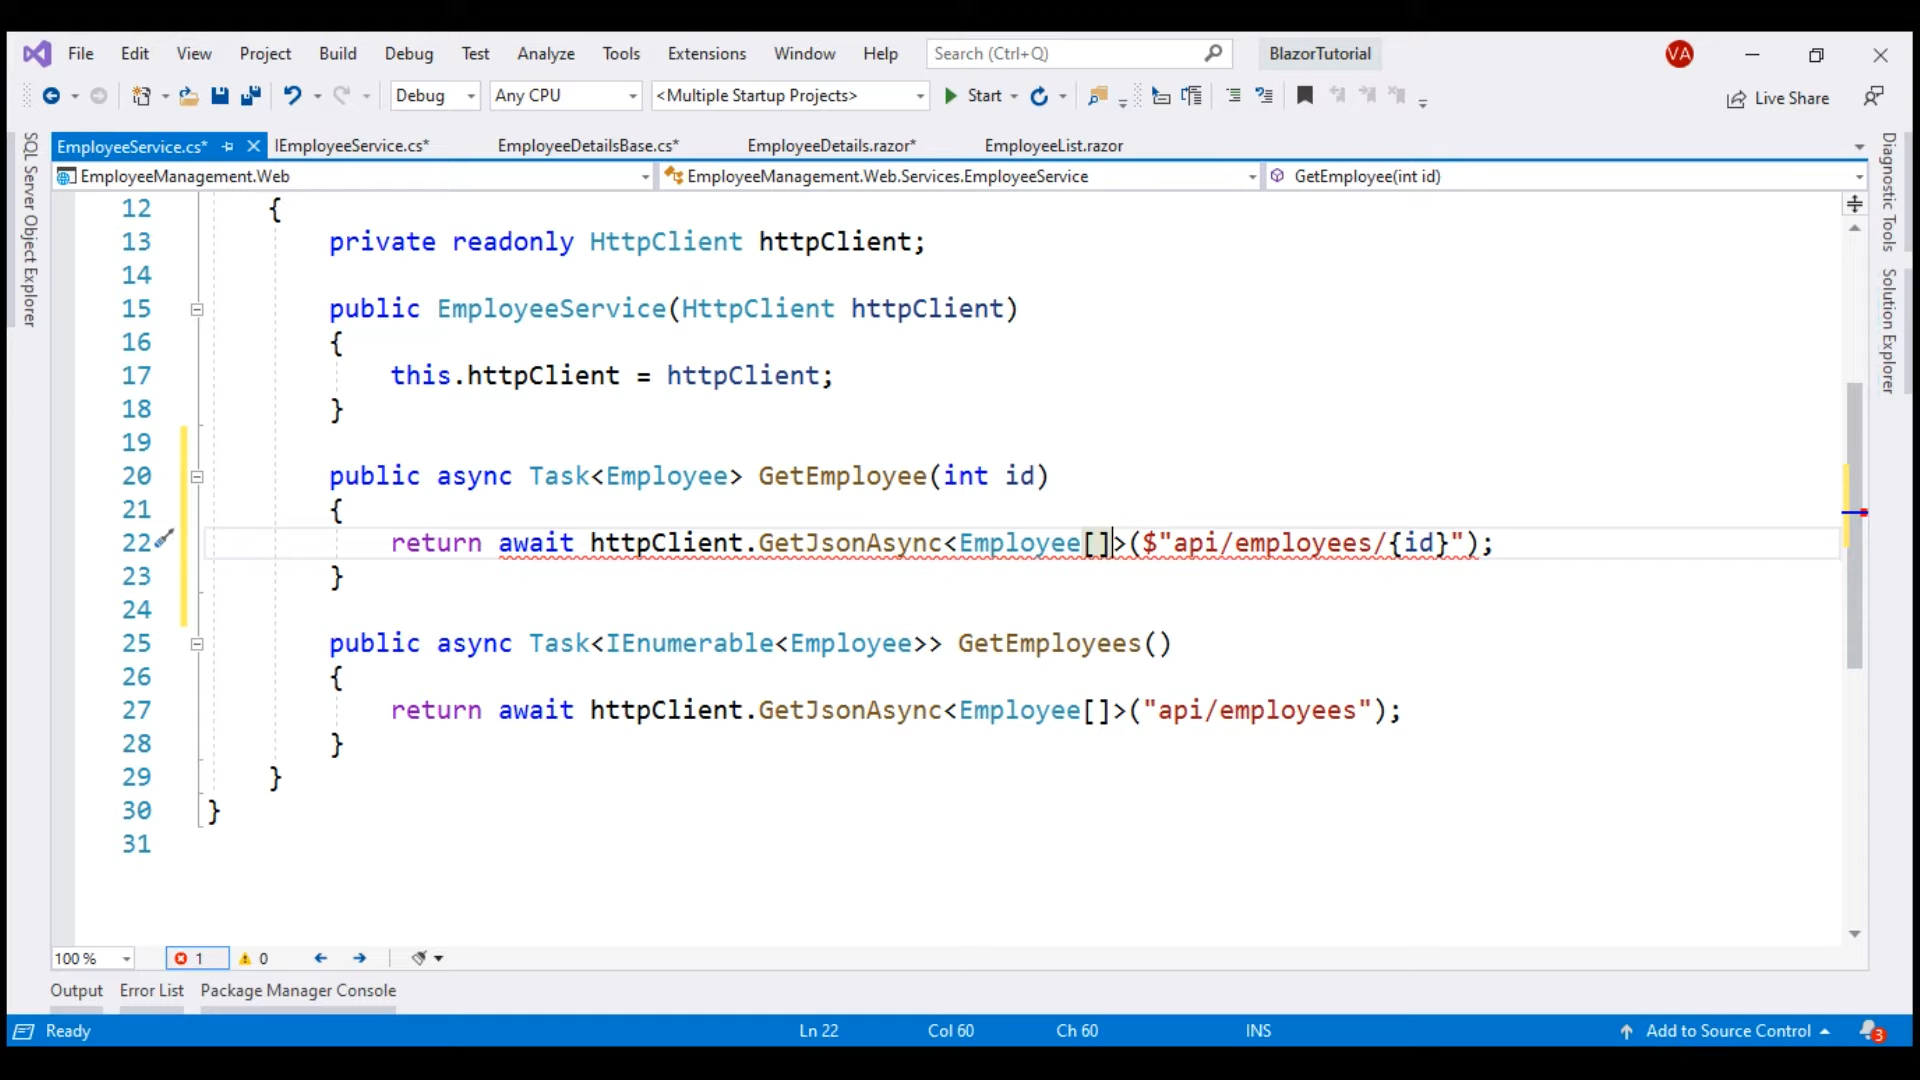 File Edit View Project Build Debug Test Analyze Tools Extensions Window Help Search (Ctrl+Q) BlazorTutorial VA
Debug Any CPU <Multiple Startup Projects> Start Live Share
SQL Server Object Explorer
EmployeeService.cs* IEmployeeService.cs* EmployeeDetailsBase.cs* EmployeeDetails.razor* EmployeeList.razor
EmployeeManagement.Web EmployeeManagement.Web.Services.EmployeeService GetEmployee(int id)
Diagnostic Tools
Solution Explorer
12 {
13 private readonly HttpClient httpClient;
14
15 public EmployeeService(HttpClient httpClient)
16 {
17 this.httpClient = httpClient;
18 }
19
20 public async Task<Employee> GetEmployee(int id)
21 {
22 return await httpClient.GetJsonAsync<Employee[]>($"api/employees/{id}");
23 }
24
25 public async Task<IEnumerable<Employee>> GetEmployees()
26 {
27 return await httpClient.GetJsonAsync<Employee[]>("api/employees");
28 }
29 }
30 }
31
100 % 1 0
Output Error List Package Manager Console
Ready Ln 22 Col 60 Ch 60 INS Add to Source Control 3